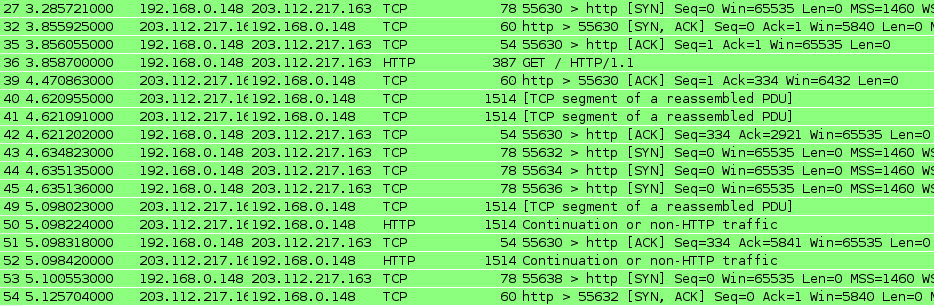 27 3.285721000 192.168.0.148 203.112.217.163 TCP 78 55630 > http [SYN] Seq=0 Win=65535 Len=0 MSS=1460 WS
32 3.855925000 203.112.217.16 192.168.0.148 TCP 60 http > 55630 [SYN, ACK] Seq=0 Ack=1 Win=5840 Len=0 M
35 3.856055000 192.168.0.148 203.112.217.163 TCP 54 55630 > http [ACK] Seq=1 Ack=1 Win=65535 Len=0
36 3.858700000 192.168.0.148 203.112.217.163 HTTP 387 GET / HTTP/1.1
39 4.470863000 203.112.217.16 192.168.0.148 TCP 60 http > 55630 [ACK] Seq=1 Ack=334 Win=6432 Len=0
40 4.620955000 203.112.217.16 192.168.0.148 TCP 1514 [TCP segment of a reassembled PDU]
41 4.621091000 203.112.217.16 192.168.0.148 TCP 1514 [TCP segment of a reassembled PDU]
42 4.621202000 192.168.0.148 203.112.217.163 TCP 54 55630 > http [ACK] Seq=334 Ack=2921 Win=65535 Len=0
43 4.634823000 192.168.0.148 203.112.217.163 TCP 78 55632 > http [SYN] Seq=0 Win=65535 Len=0 MSS=1460 WS
44 4.635135000 192.168.0.148 203.112.217.163 TCP 78 55634 > http [SYN] Seq=0 Win=65535 Len=0 MSS=1460 WS
45 4.635136000 192.168.0.148 203.112.217.163 TCP 78 55636 > http [SYN] Seq=0 Win=65535 Len=0 MSS=1460 WS
49 5.098023000 203.112.217.16 192.168.0.148 TCP 1514 [TCP segment of a reassembled PDU]
50 5.098224000 203.112.217.16 192.168.0.148 HTTP 1514 Continuation or non-HTTP traffic
51 5.098318000 192.168.0.148 203.112.217.163 TCP 54 55630 > http [ACK] Seq=334 Ack=5841 Win=65535 Len=0
52 5.098420000 203.112.217.16 192.168.0.148 HTTP 1514 Continuation or non-HTTP traffic
53 5.100553000 192.168.0.148 203.112.217.163 TCP 78 55638 > http [SYN] Seq=0 Win=65535 Len=0 MSS=1460 WS
54 5.125704000 203.112.217.16 192.168.0.148 TCP 60 http > 55632 [SYN, ACK] Seq=0 Ack=1 Win=5840 Len=0 M